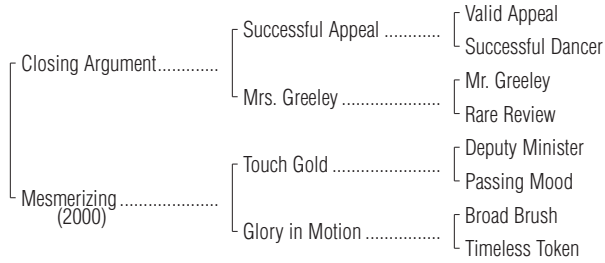 Valid Appeal
Successful Appeal ............
Successful Dancer
Closing Argument.............
Mr. Greeley
Mrs. Greeley .....................
Rare Review
Deputy Minister
Touch Gold .......................
Passing Mood
Mesmerizing.....................
(2000)
Broad Brush
Glory in Motion ................
Timeless Token